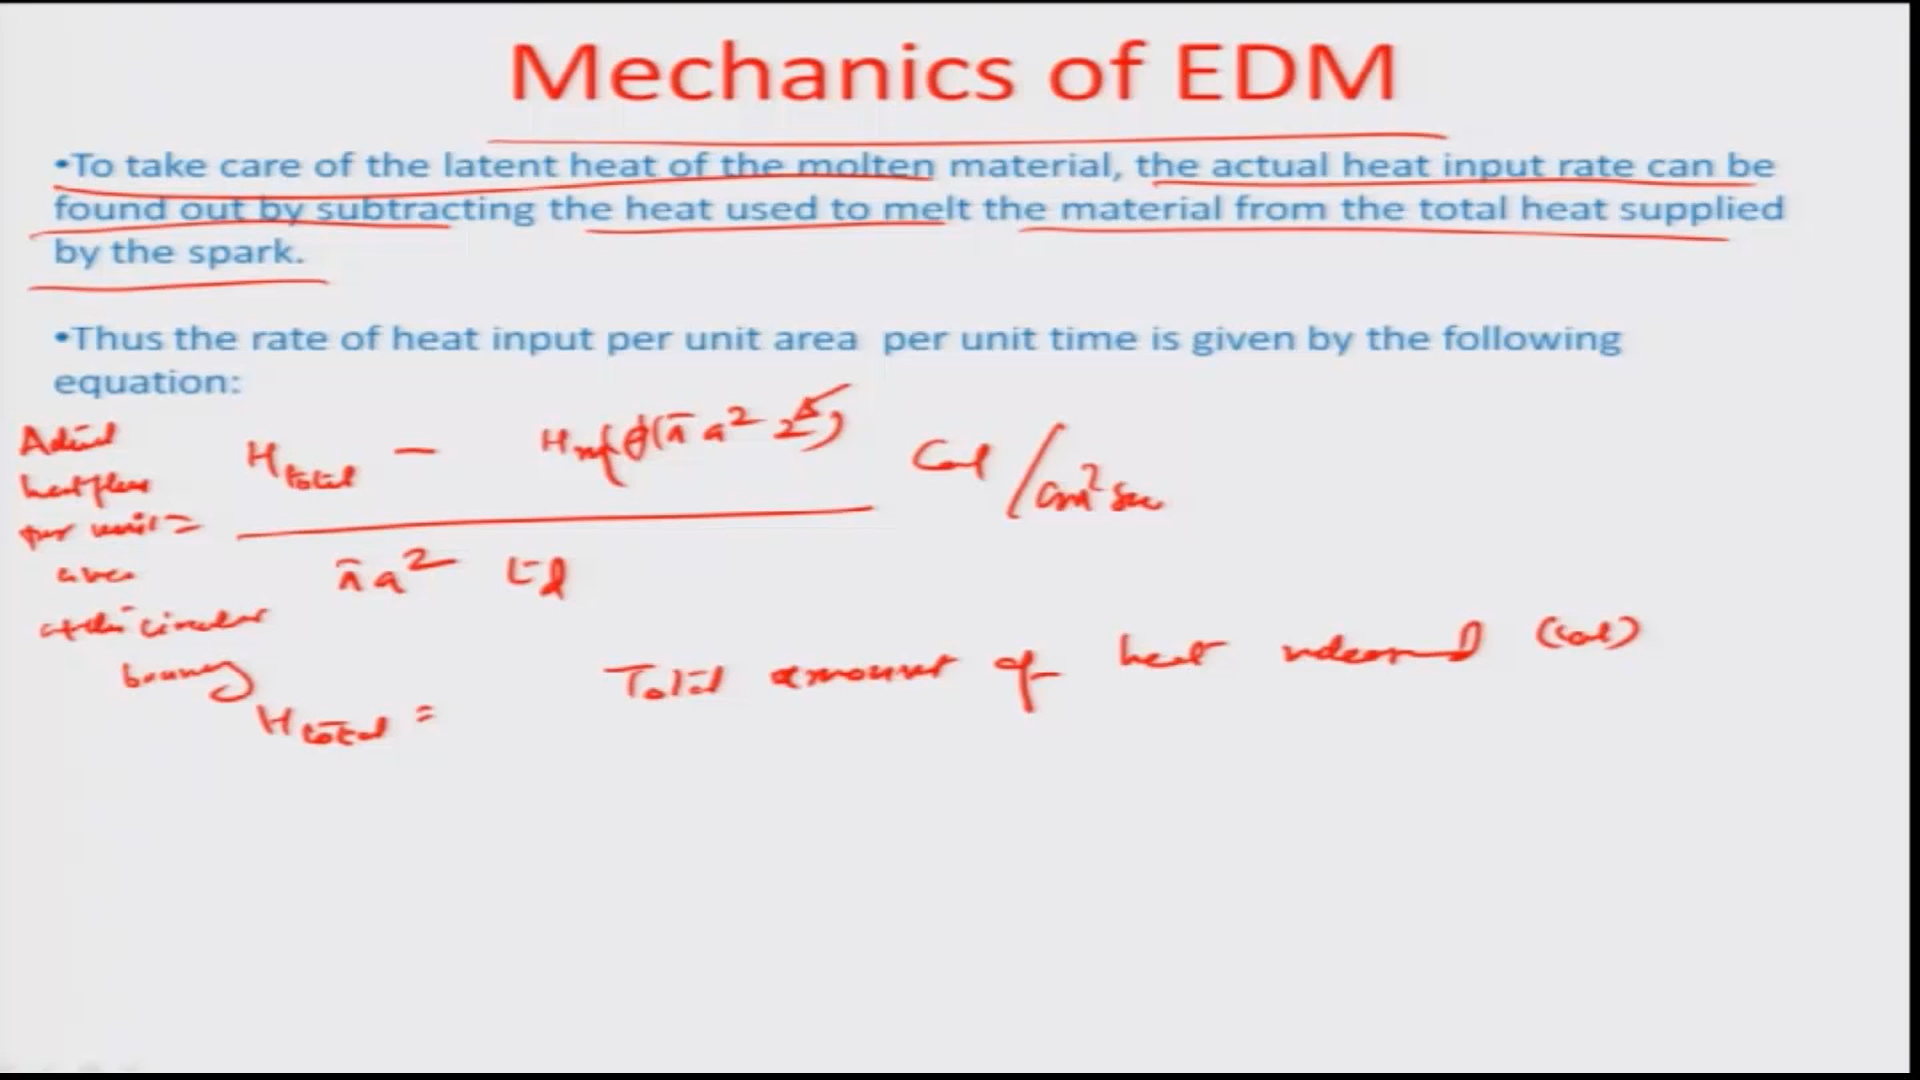 Mechanics of EDM
•To take care of the latent heat of the molten material, the actual heat input rate can be
found out by subtracting the heat used to melt the material from the total heat supplied
by the spark.
•Thus the rate of heat input per unit area per unit time is given by the following
equation:
Actual
heat flux
per unit =
area
at the circular
H total − H mf ρ(π a² Z)
π a² td
Cal / cm² sec
H total = Total amount of heat (cal)